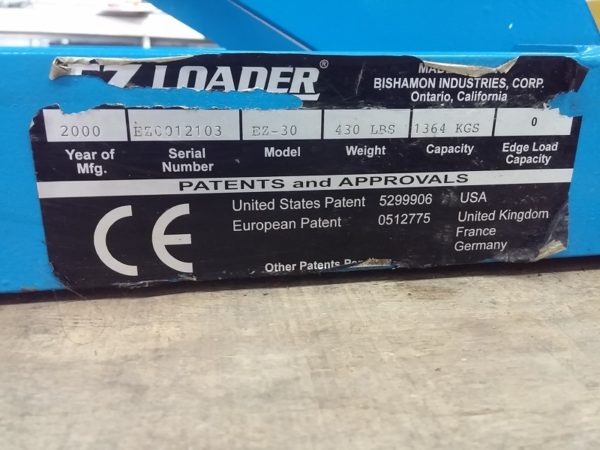 EZ LOADER®
BISHAMON INDUSTRIES, CORP.
Ontario, California
2000 EZ0012103 EZ-30 430 LBS 1364 KGS 0
Year of Mfg. Serial Number Model Weight Capacity Edge Load Capacity
PATENTS and APPROVALS
United States Patent 5299906 USA
European Patent 0512775 United Kingdom
France
Germany
CE
Other Patents